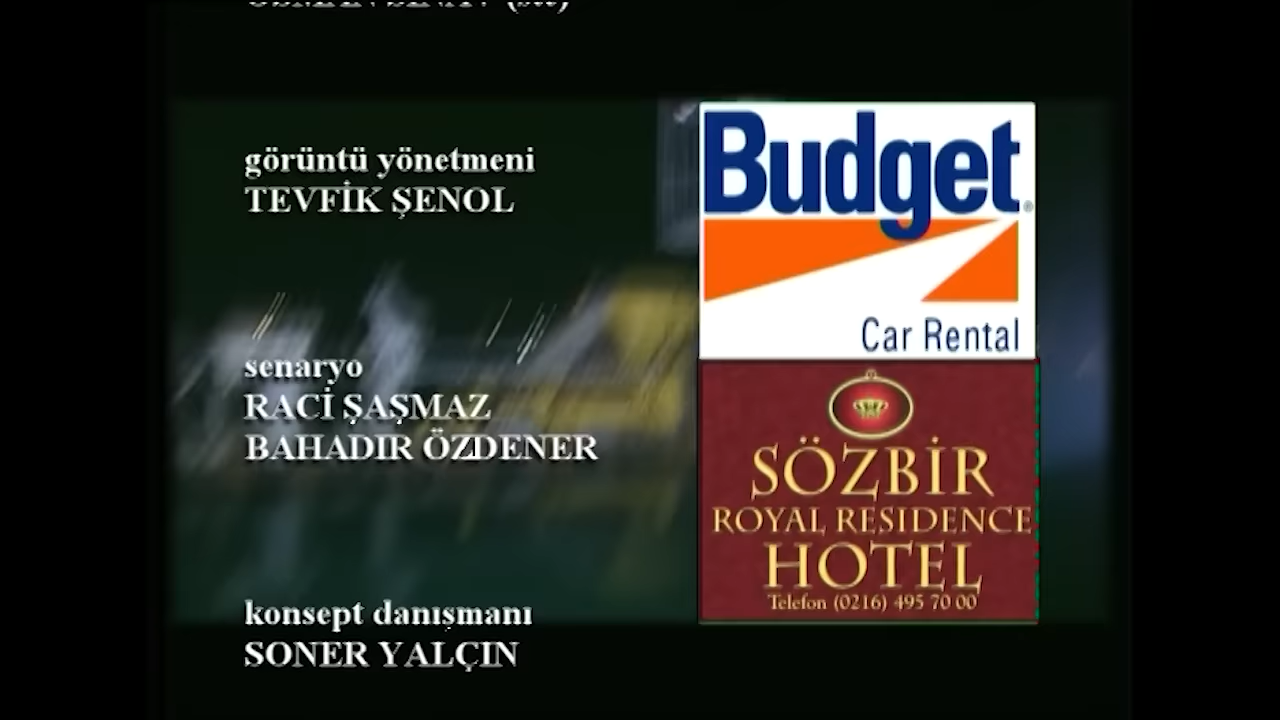 görüntü yönetmeni
TEVFİK ŞENOL
senaryo
RACİ ŞAŞMAZ
BAHADIR ÖZDENER
konsept danışmanı
SONER YALÇIN
Budget®
Car Rental
SÖZBİR
ROYAL RESIDENCE
HOTEL
Telefon (0216) 495 70 00